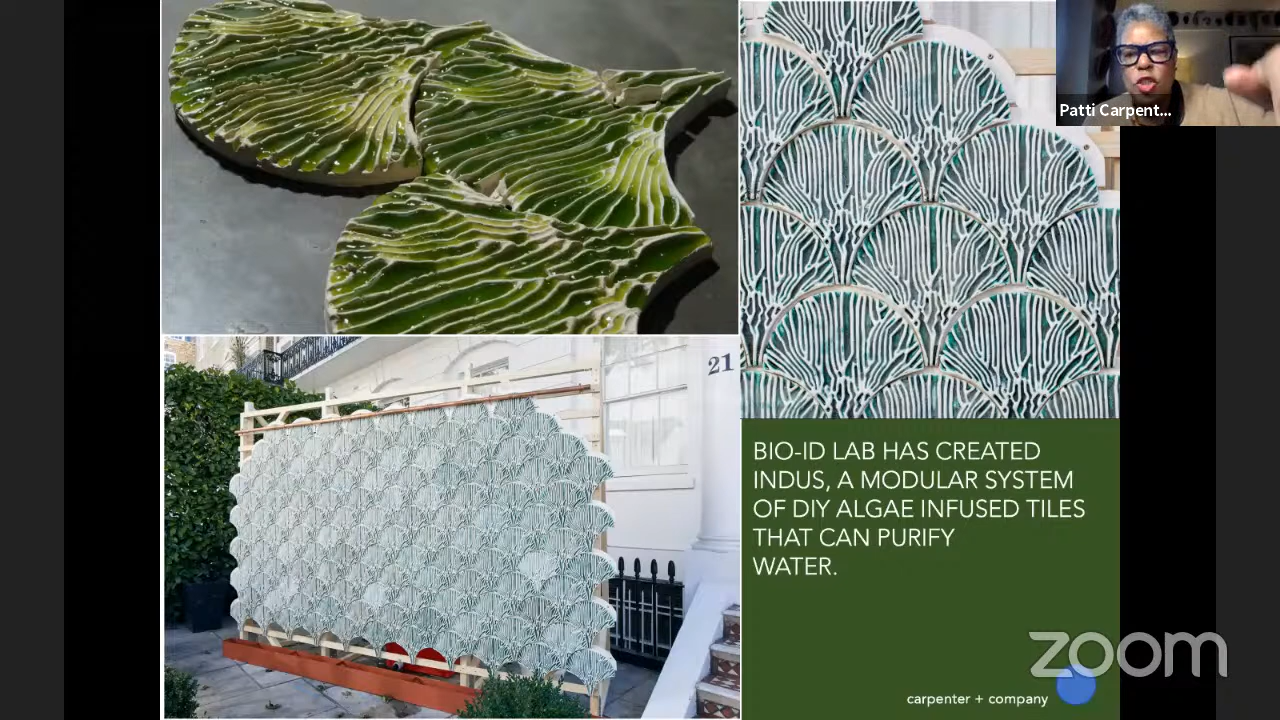 Patti Carpent...
21
BIO-ID LAB HAS CREATED
INDUS, A MODULAR SYSTEM
OF DIY ALGAE INFUSED TILES
THAT CAN PURIFY
WATER.
zoom
carpenter + company